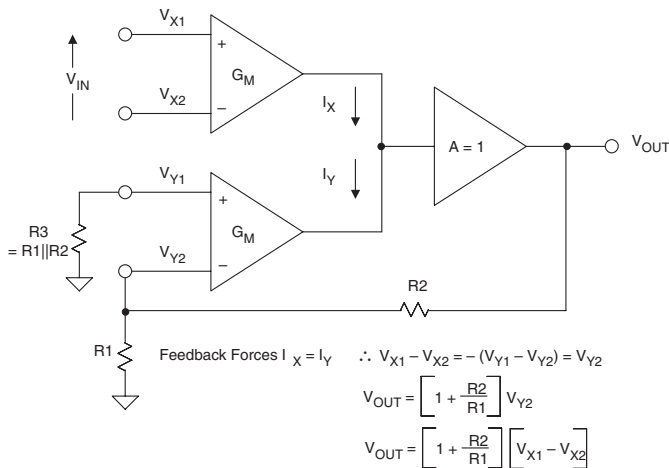 V_X1
+
V_IN
G_M
V_X2
–
I_X
A = 1
V_OUT
I_Y
V_Y1
+
R3
= R1||R2
G_M
V_Y2
–
R2
R1
Feedback Forces I_X = I_Y ∴ V_X1 – V_X2 = – (V_Y1 – V_Y2) = V_Y2
V_OUT = [1 + R2/R1] V_Y2
V_OUT = [1 + R2/R1] [V_X1 – V_X2]